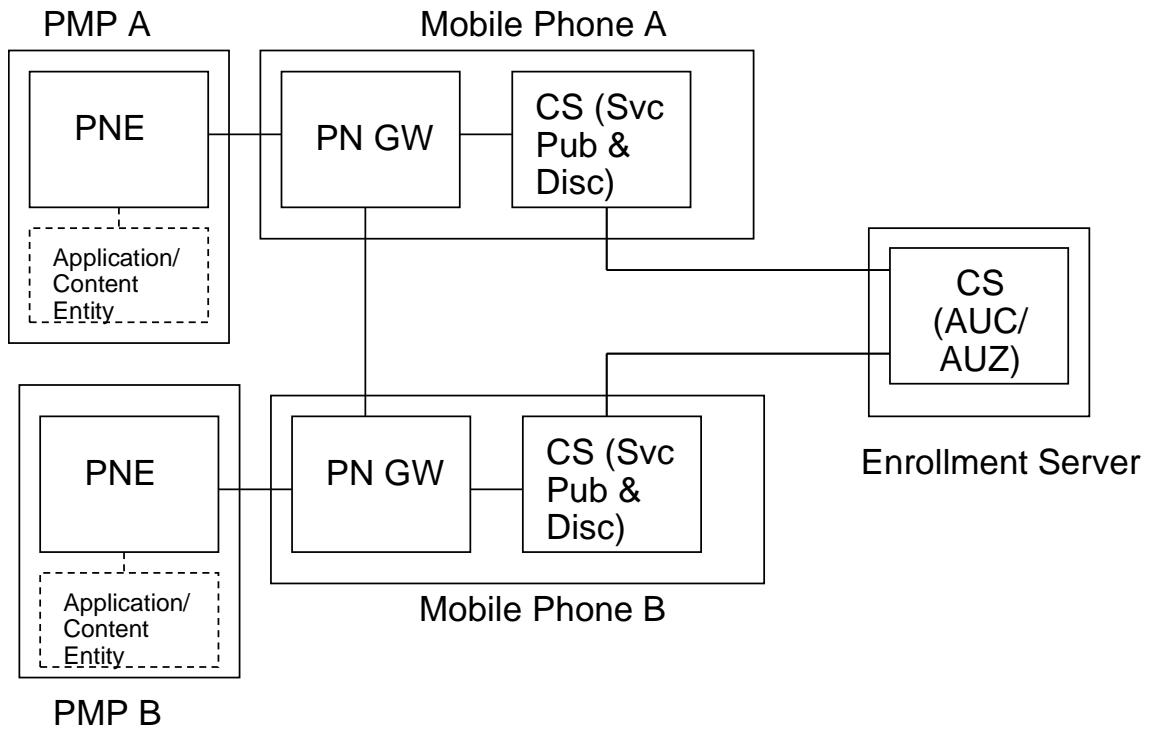 PMP A
Mobile Phone A
PNE
PN GW
CS (Svc
Pub &
Disc)
Application/
Content
Entity
CS
(AUC/
AUZ)
Enrollment Server
PNE
PN GW
CS (Svc
Pub &
Disc)
Application/
Content
Entity
Mobile Phone B
PMP B